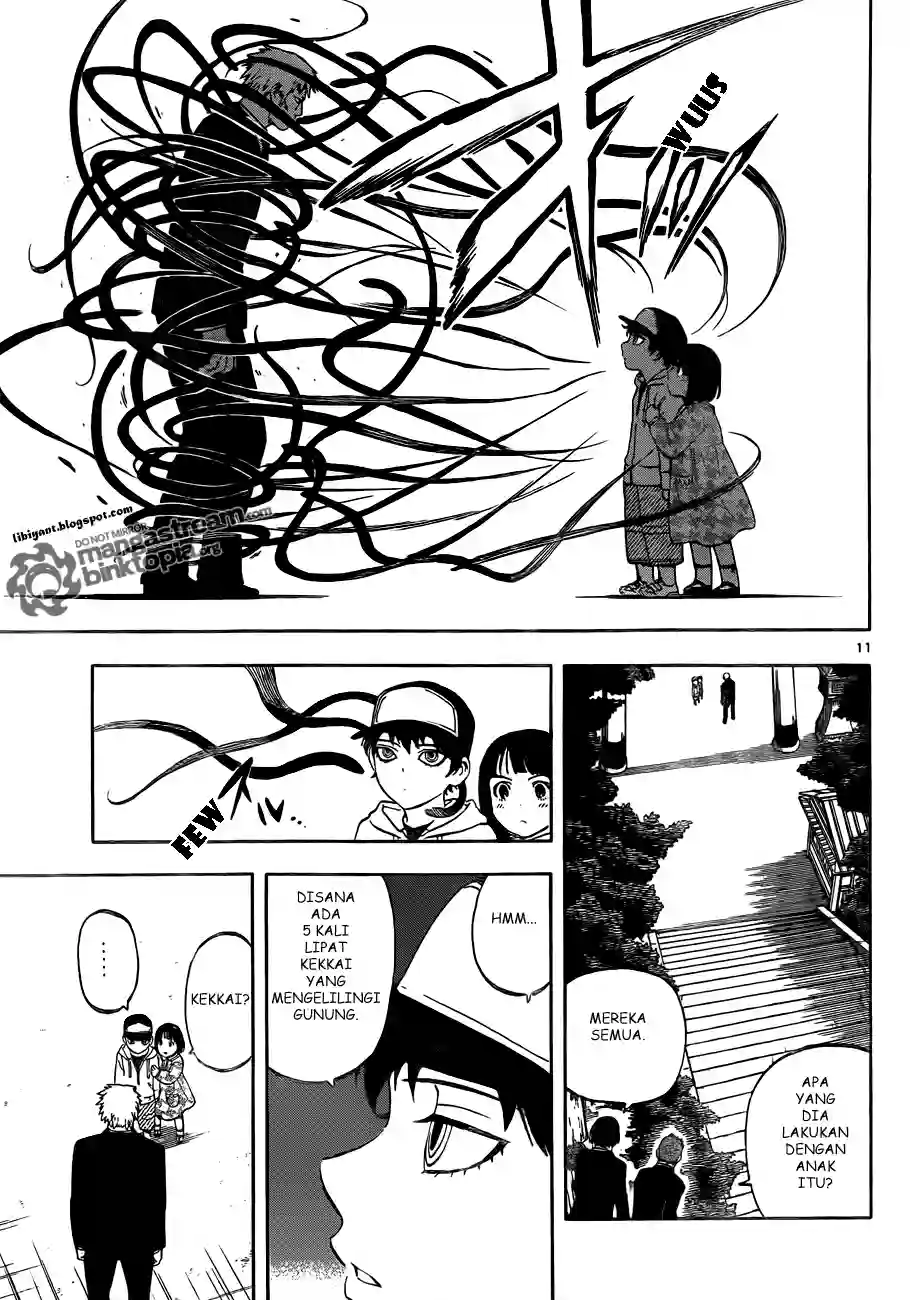 WUUS
libiyant.blogspot.com
DO NOT MIRROR
mangastream.com
binktopia.org
11
FEW
APA
YANG
DIA
LAKUKAN
DENGAN
ANAK
ITU?
MEREKA
SEMUA.
HMM...
DISANA
ADA
5 KALI
LIPAT
KEKKAI
YANG
MENGELILINGI
GUNUNG.
KEKKAI?
.....